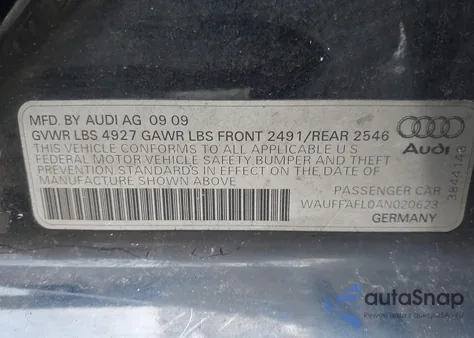 MFD. BY AUDI AG 09 09
GVWR LBS 4927 GAWR LBS FRONT 2491/REAR 2546
THIS VEHICLE CONFORMS TO ALL APPLICABLE U S
FEDERAL MOTOR VEHICLE SAFETY BUMPER AND THEFT
PREVENTION STANDARDS IN EFFECT ON THE DATE OF
MANUFACTURE SHOWN ABOVE
PASSENGER CAR
WAUFFAFL0AN020623
GERMANY
Audi
autoSnap